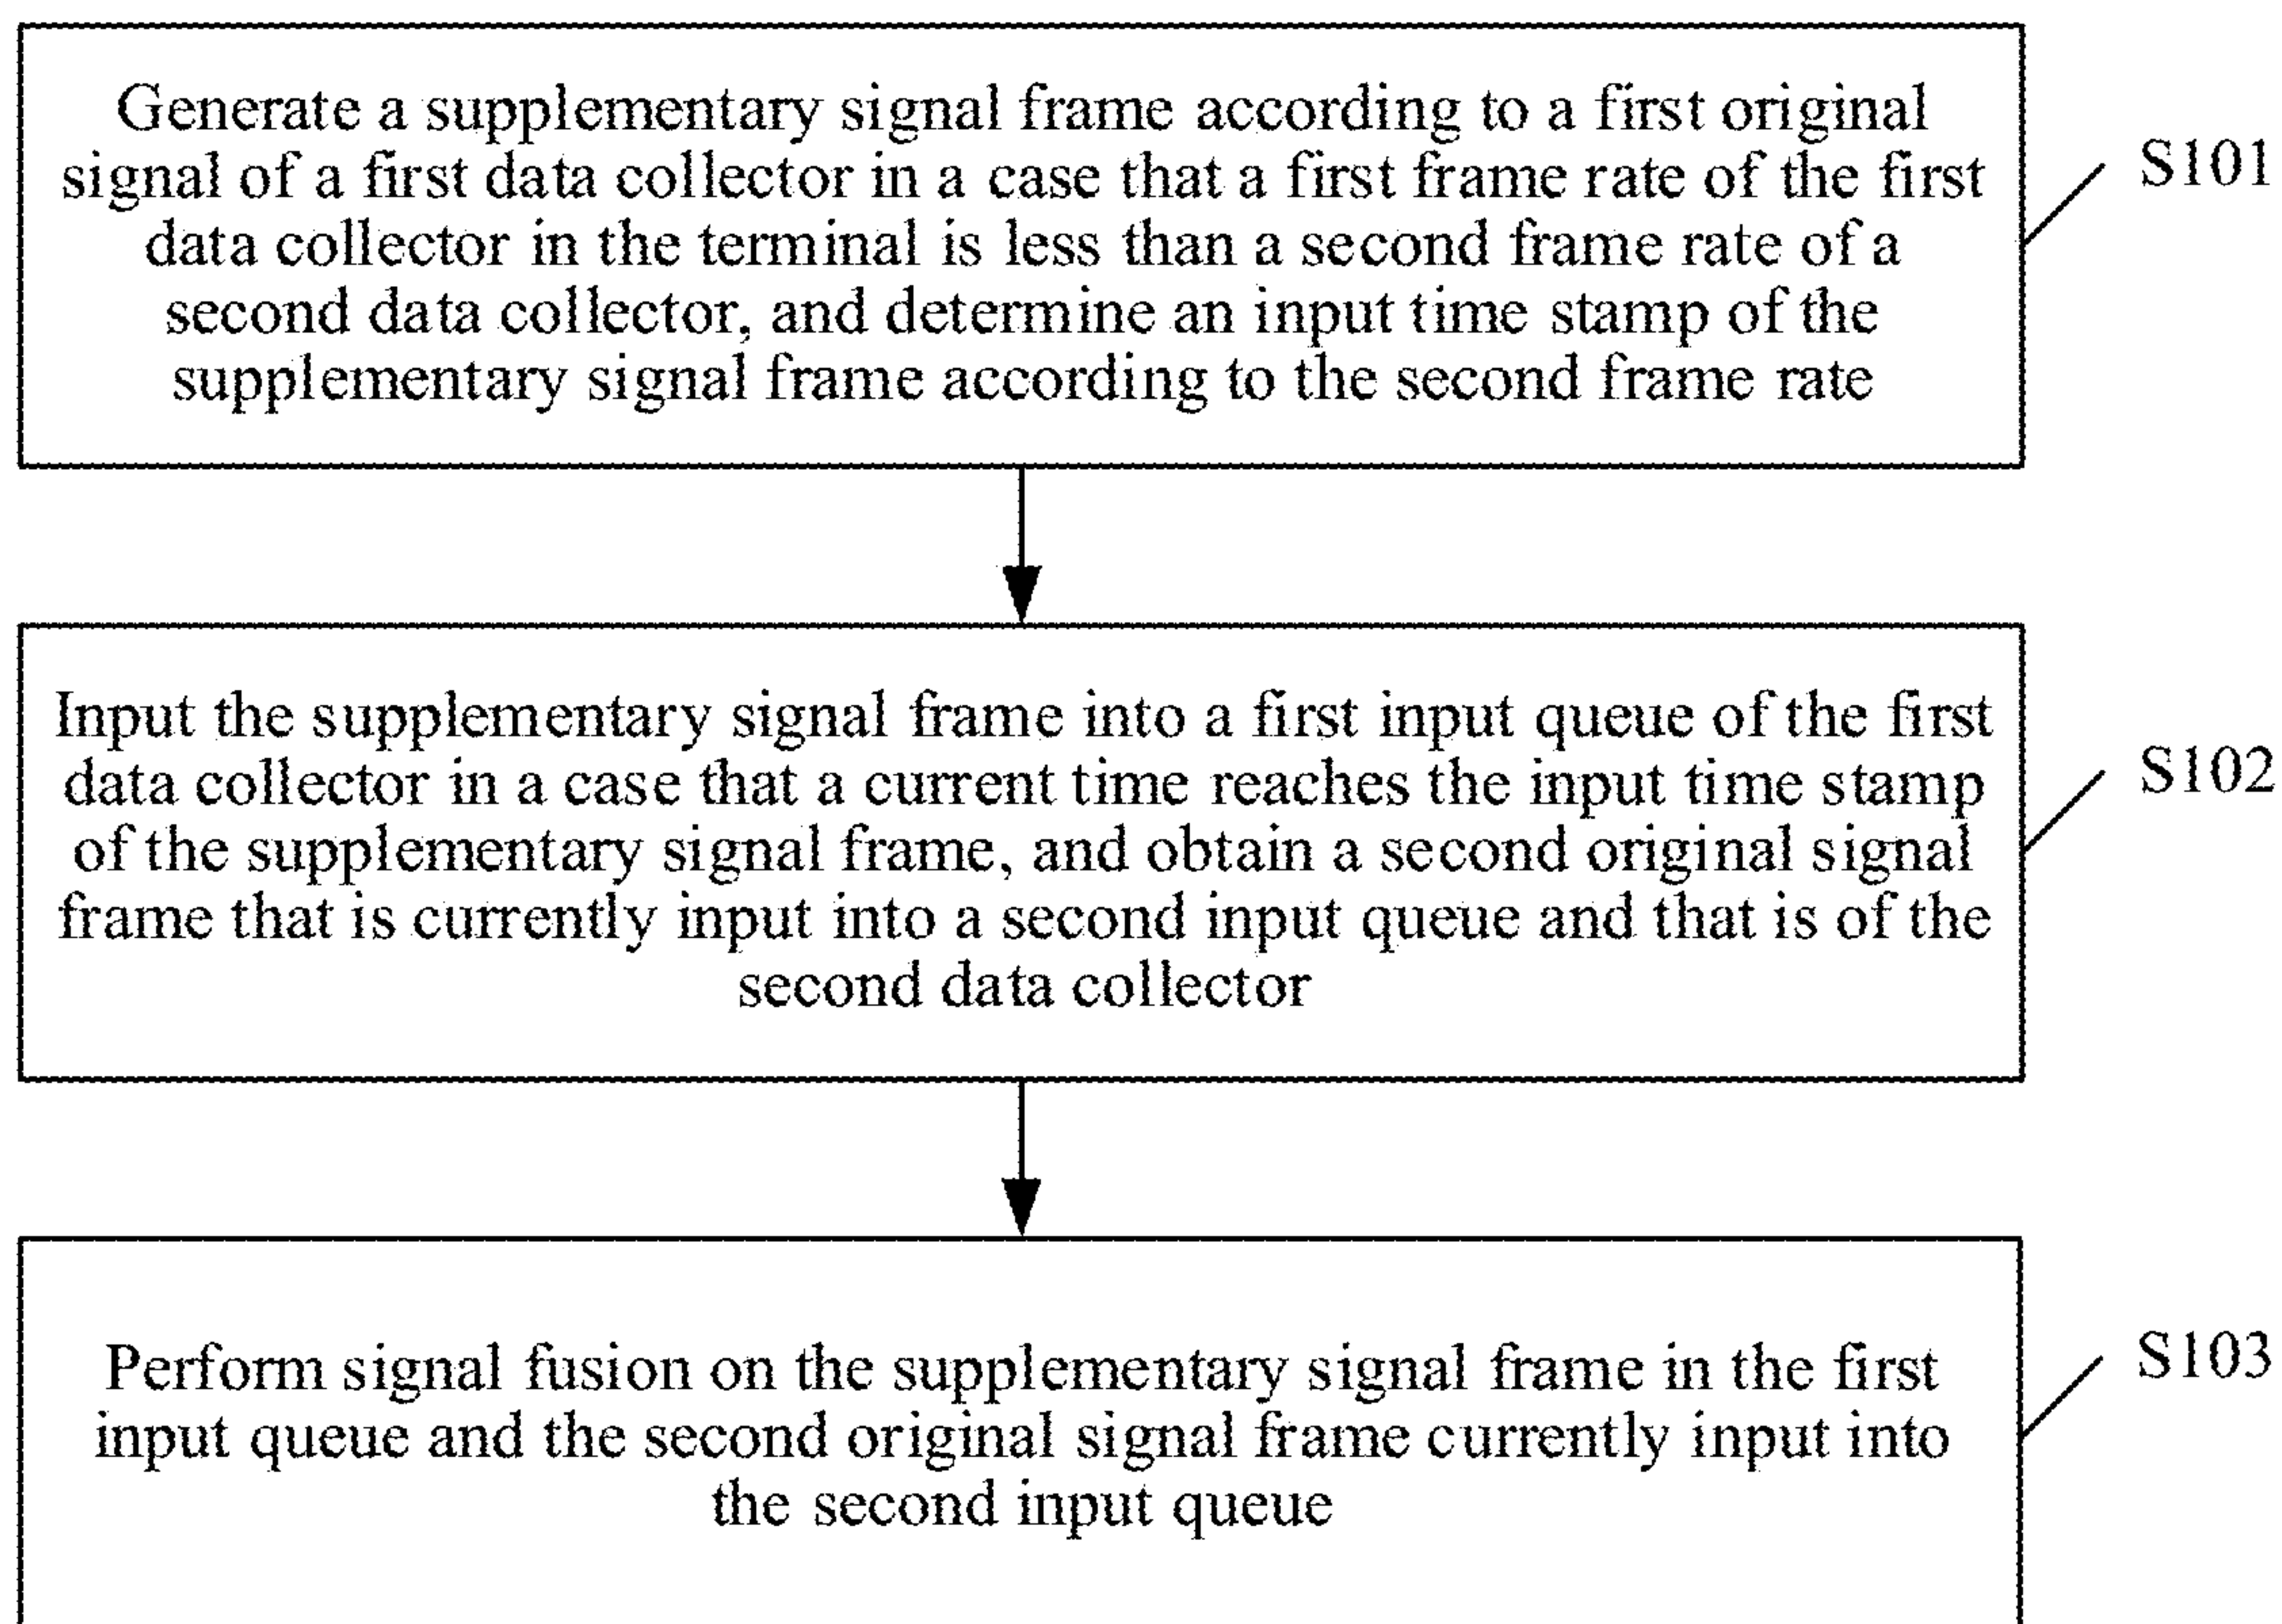 Generate a supplementary signal frame according to a first original
signal of a first data collector in a case that a first frame rate of the first
data collector in the terminal is less than a second frame rate of a
second data collector, and determine an input time stamp of the
supplementary signal frame according to the second frame rate
S101
Input the supplementary signal frame into a first input queue of the first
data collector in a case that a current time reaches the input time stamp
of the supplementary signal frame, and obtain a second original signal
frame that is currently input into a second input queue and that is of the
second data collector
S102
Perform signal fusion on the supplementary signal frame in the first
input queue and the second original signal frame currently input into
the second input queue
S103